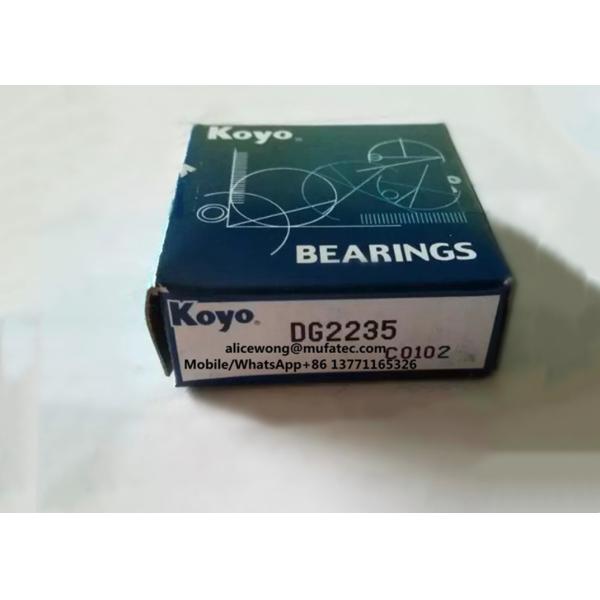 Koyo®
BEARINGS
Koyo®
DG2235
alicewong@mufatec.com
C0102
Mobile/WhatsApp+86 13771165326